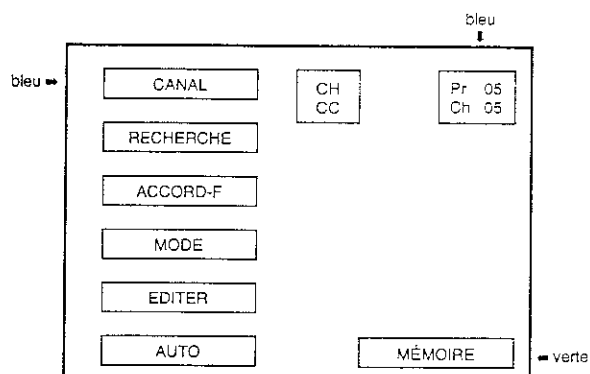 bleu
bleu
CANAL
CH
CC
Pr 05
Ch 05
RECHERCHE
ACCORD-F
MODE
EDITER
AUTO
MÉMOIRE
verte